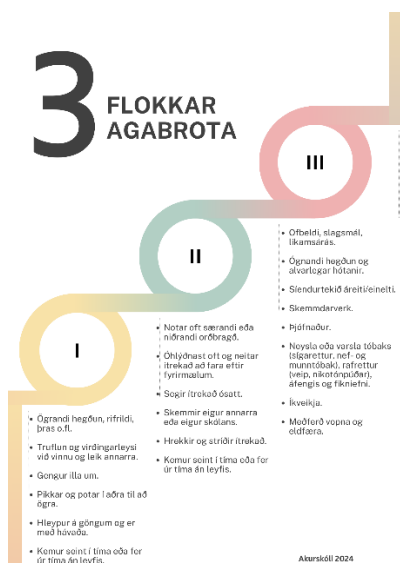 3
FLOKKAR
AGABROTA
III
• Ofbeldi, slagsmál,
líkamsárás.
• Ógnandi hegðun og
alvarlegar hótanir.
• Síendurtekið áreiti/einelti.
• Skemmdarverk.
• Þjófnaður.
• Neysla eða varsla tóbaks
(sígarettur, nef- og
munntóbak), rafrettur
(veip, nikótónpúðar),
áfengis og fíkniefni.
• Íkveikja.
• Meðferð vopna og
eldfæra.
II
• Notar oft særandi eða
niðrandi orðbragð.
• Óhlýðnast oft og neitar
ítrekað að fara eftir
fyrirmælum.
• Segir ítrekað ósatt.
• Skemmir eigur annarra
eða eigur skólans.
• Hrekkir og stríðir ítrekað.
• Kemur seint í tíma eða fer
úr tíma án leyfis.
I
• Ögrandi hegðun, rifrildi,
þras o.fl.
• Truflun og virðingarleysi
við vinnu og leik annarra.
• Gengur illa um.
• Pikkar og potar í aðra til að
ögra.
• Hleypur á göngum og er
með hávaða.
• Kemur seint í tíma eða fer
úr tíma án leyfis.
Akurskóli 2024